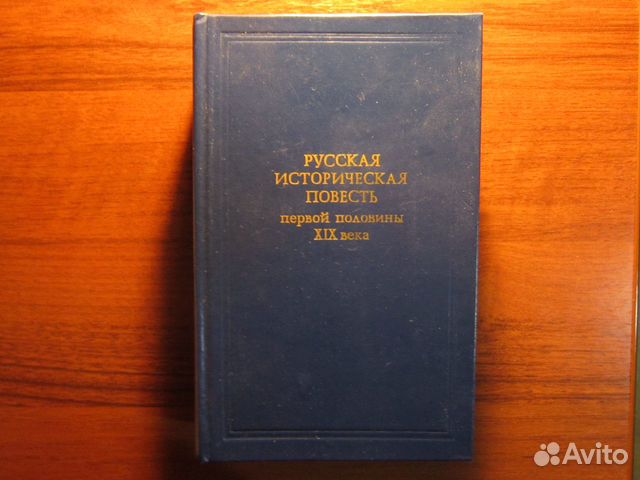 РУССКАЯ
ИСТОРИЧЕСКАЯ
ПОВЕСТЬ
первой половины
XIX века
Avito